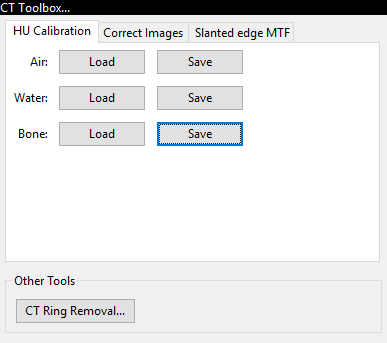 CT Toolbox...
HU Calibration Correct Images Slanted edge MTF
Air: Load Save
Water: Load Save
Bone: Load Save
Other Tools
CT Ring Removal...